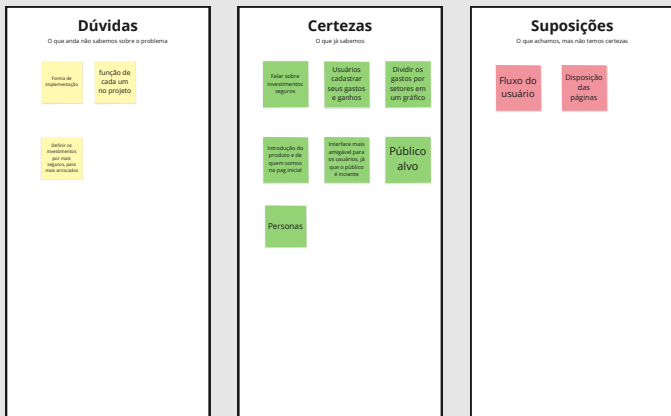 Dúvidas
O que anda não sabemos sobre o problema
Forma de
implementação
função de
cada um
no projeto
Definir os
investimentos
por mais
seguros, para
mais arriscados
Certezas
O que já sabemos
Falar sobre
investimentos
seguros
Usuários
cadastrar
seus gastos
e ganhos
Dividir os
gastos por
setores em
um gráfico
Introdução do
produto e de
quem somos
na pag inicial
Interface mais
amigável para
os usuários, já
que o público
é inciante
Público
alvo
Personas
Suposições
O que achamos, mas não temos certezas
Fluxo do
usuário
Disposição
das
páginas